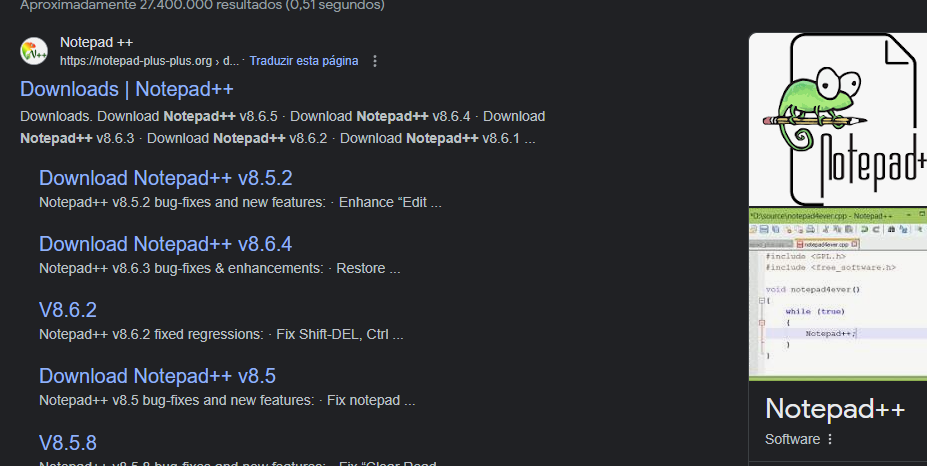 Aproximadamente 27.400.000 resultados (0,51 segundos)
Notepad ++
https://notepad-plus-plus.org › d... · Traduzir esta página
Downloads | Notepad++
Downloads. Download Notepad++ v8.6.5 · Download Notepad++ v8.6.4 · Download
Notepad++ v8.6.3 · Download Notepad++ v8.6.2 · Download Notepad++ v8.6.1 ...
Download Notepad++ v8.5.2
Notepad++ v8.5.2 bug-fixes and new features: · Enhance “Edit ...
Download Notepad++ v8.6.4
Notepad++ v8.6.3 bug-fixes & enhancements: · Restore ...
V8.6.2
Notepad++ v8.6.2 fixed regressions: · Fix Shift-DEL, Ctrl ...
Download Notepad++ v8.5
Notepad++ v8.5 bug-fixes and new features: · Fix notepad ...
V8.5.8
Notepad++ v8.5.8 bug-fixes and new features: · Fix “Clear Read
Notepad+
*D:\source\notepad4ever.cpp - Notepad++
notepad4ever.cpp
#include <GPL.h>
#include <free_software.h>
void notepad4ever()
{
while (true)
{
Notepad++;
}
}
Notepad++
Software